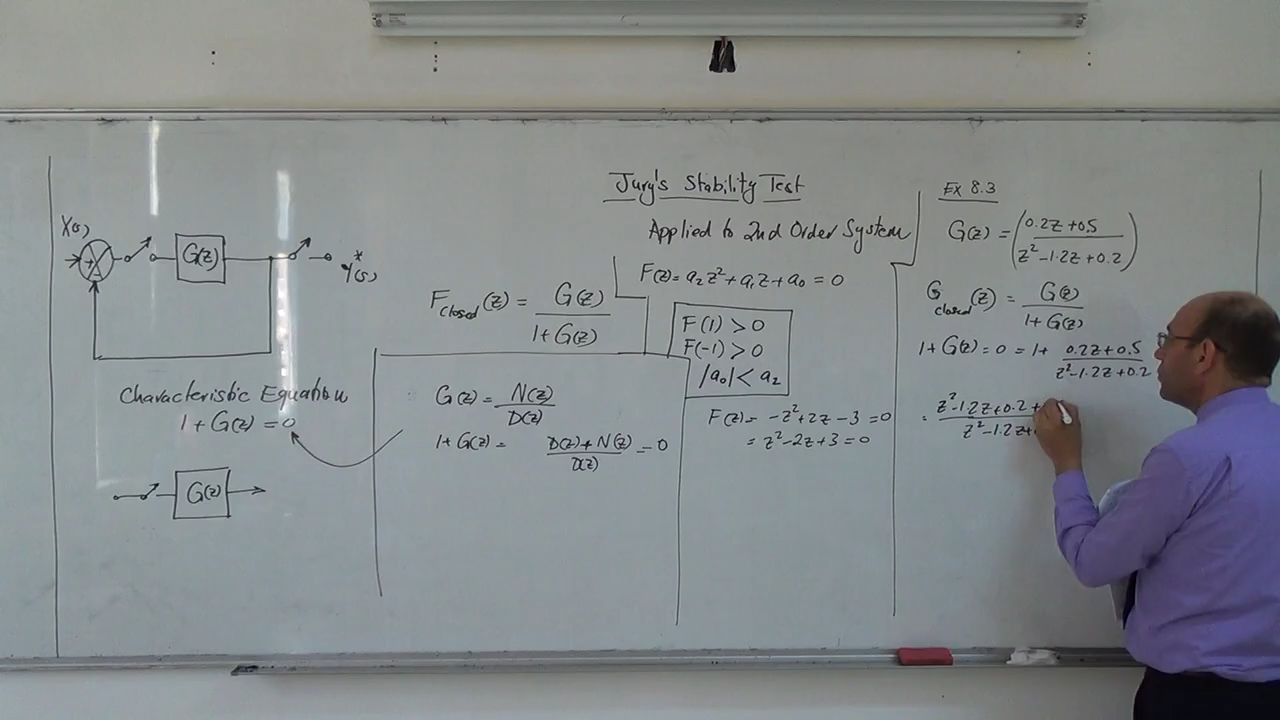 Jury's Stability Test
Applied to 2nd Order System
X(s)
G(z)
Y*(s)
Characteristic Equation
1 + G(z) = 0
G(z)
F closed (z) = G(z) / 1 + G(z)
G(z) = N(z) / D(z)
1 + G(z) = D(z) + N(z) / D(z) = 0
F(z) = a₂z² + a₁z + a₀ = 0
F(1) > 0
F(-1) > 0
|a₀| < a₂
F(z) = -z² + 2z - 3 = 0
= z² - 2z + 3 = 0
Ex 8.3
G(z) = (0.2z + 0.5 / z² - 1.2z + 0.2)
G closed (z) = G(z) / 1 + G(z)
1 + G(z) = 0 = 1 + 0.2z + 0.5 / z² - 1.2z + 0.2
= z² - 1.2z + 0.2 + / z² - 1.2z +